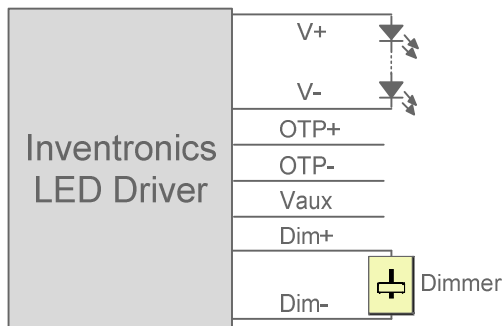 Inventronics
LED Driver
V+
V-
OTP+
OTP-
Vaux
Dim+
Dim-
Dimmer